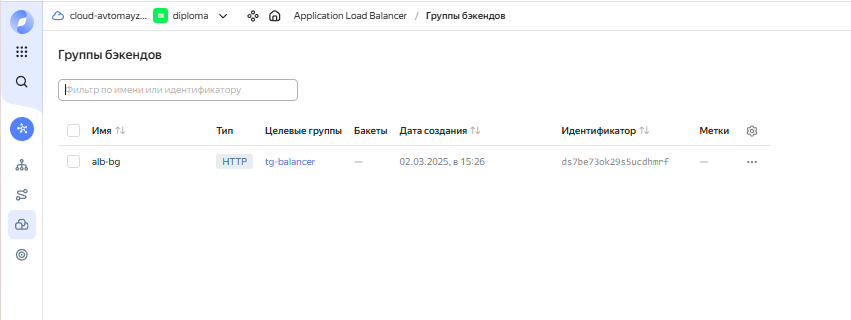 cloud-avtomayz... DI diploma Application Load Balancer / Группы бэкендов
Группы бэкендов
Фильтр по имени или идентификатору
Имя Тип Целевые группы Бакеты Дата создания Идентификатор Метки
alb-bg HTTP tg-balancer — 02.03.2025, в 15:26 ds7be73ok29s5ucdhmrf — ...